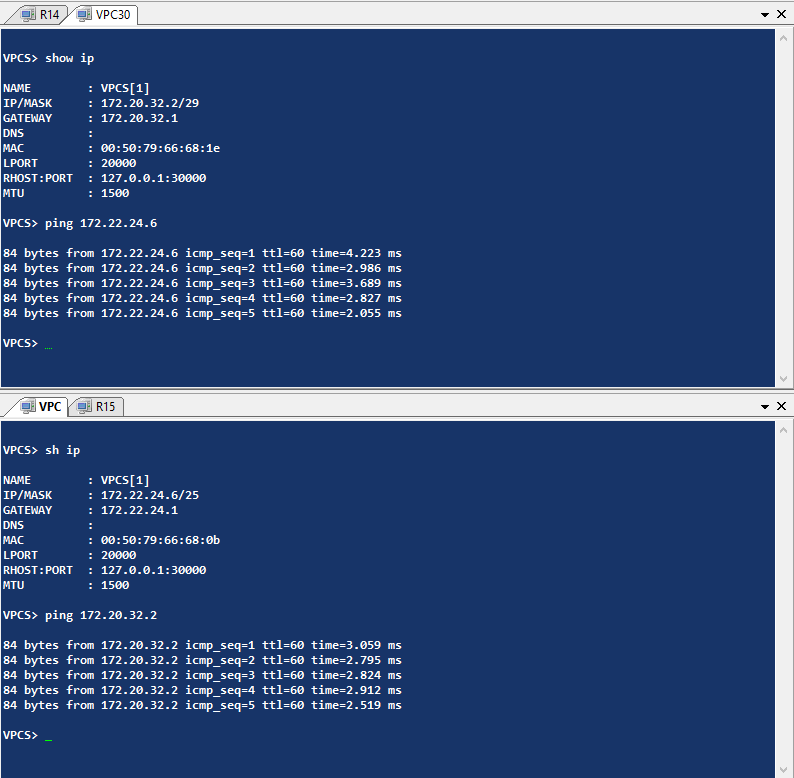 R14 VPC30
VPCS> show ip
NAME : VPCS[1]
IP/MASK : 172.20.32.2/29
GATEWAY : 172.20.32.1
DNS :
MAC : 00:50:79:66:68:1e
LPORT : 20000
RHOST:PORT : 127.0.0.1:30000
MTU : 1500
VPCS> ping 172.22.24.6
84 bytes from 172.22.24.6 icmp_seq=1 ttl=60 time=4.223 ms
84 bytes from 172.22.24.6 icmp_seq=2 ttl=60 time=2.986 ms
84 bytes from 172.22.24.6 icmp_seq=3 ttl=60 time=3.689 ms
84 bytes from 172.22.24.6 icmp_seq=4 ttl=60 time=2.827 ms
84 bytes from 172.22.24.6 icmp_seq=5 ttl=60 time=2.055 ms
VPCS> _
VPC R15
VPCS> sh ip
NAME : VPCS[1]
IP/MASK : 172.22.24.6/25
GATEWAY : 172.22.24.1
DNS :
MAC : 00:50:79:66:68:0b
LPORT : 20000
RHOST:PORT : 127.0.0.1:30000
MTU : 1500
VPCS> ping 172.20.32.2
84 bytes from 172.20.32.2 icmp_seq=1 ttl=60 time=3.059 ms
84 bytes from 172.20.32.2 icmp_seq=2 ttl=60 time=2.795 ms
84 bytes from 172.20.32.2 icmp_seq=3 ttl=60 time=2.824 ms
84 bytes from 172.20.32.2 icmp_seq=4 ttl=60 time=2.912 ms
84 bytes from 172.20.32.2 icmp_seq=5 ttl=60 time=2.519 ms
VPCS> _